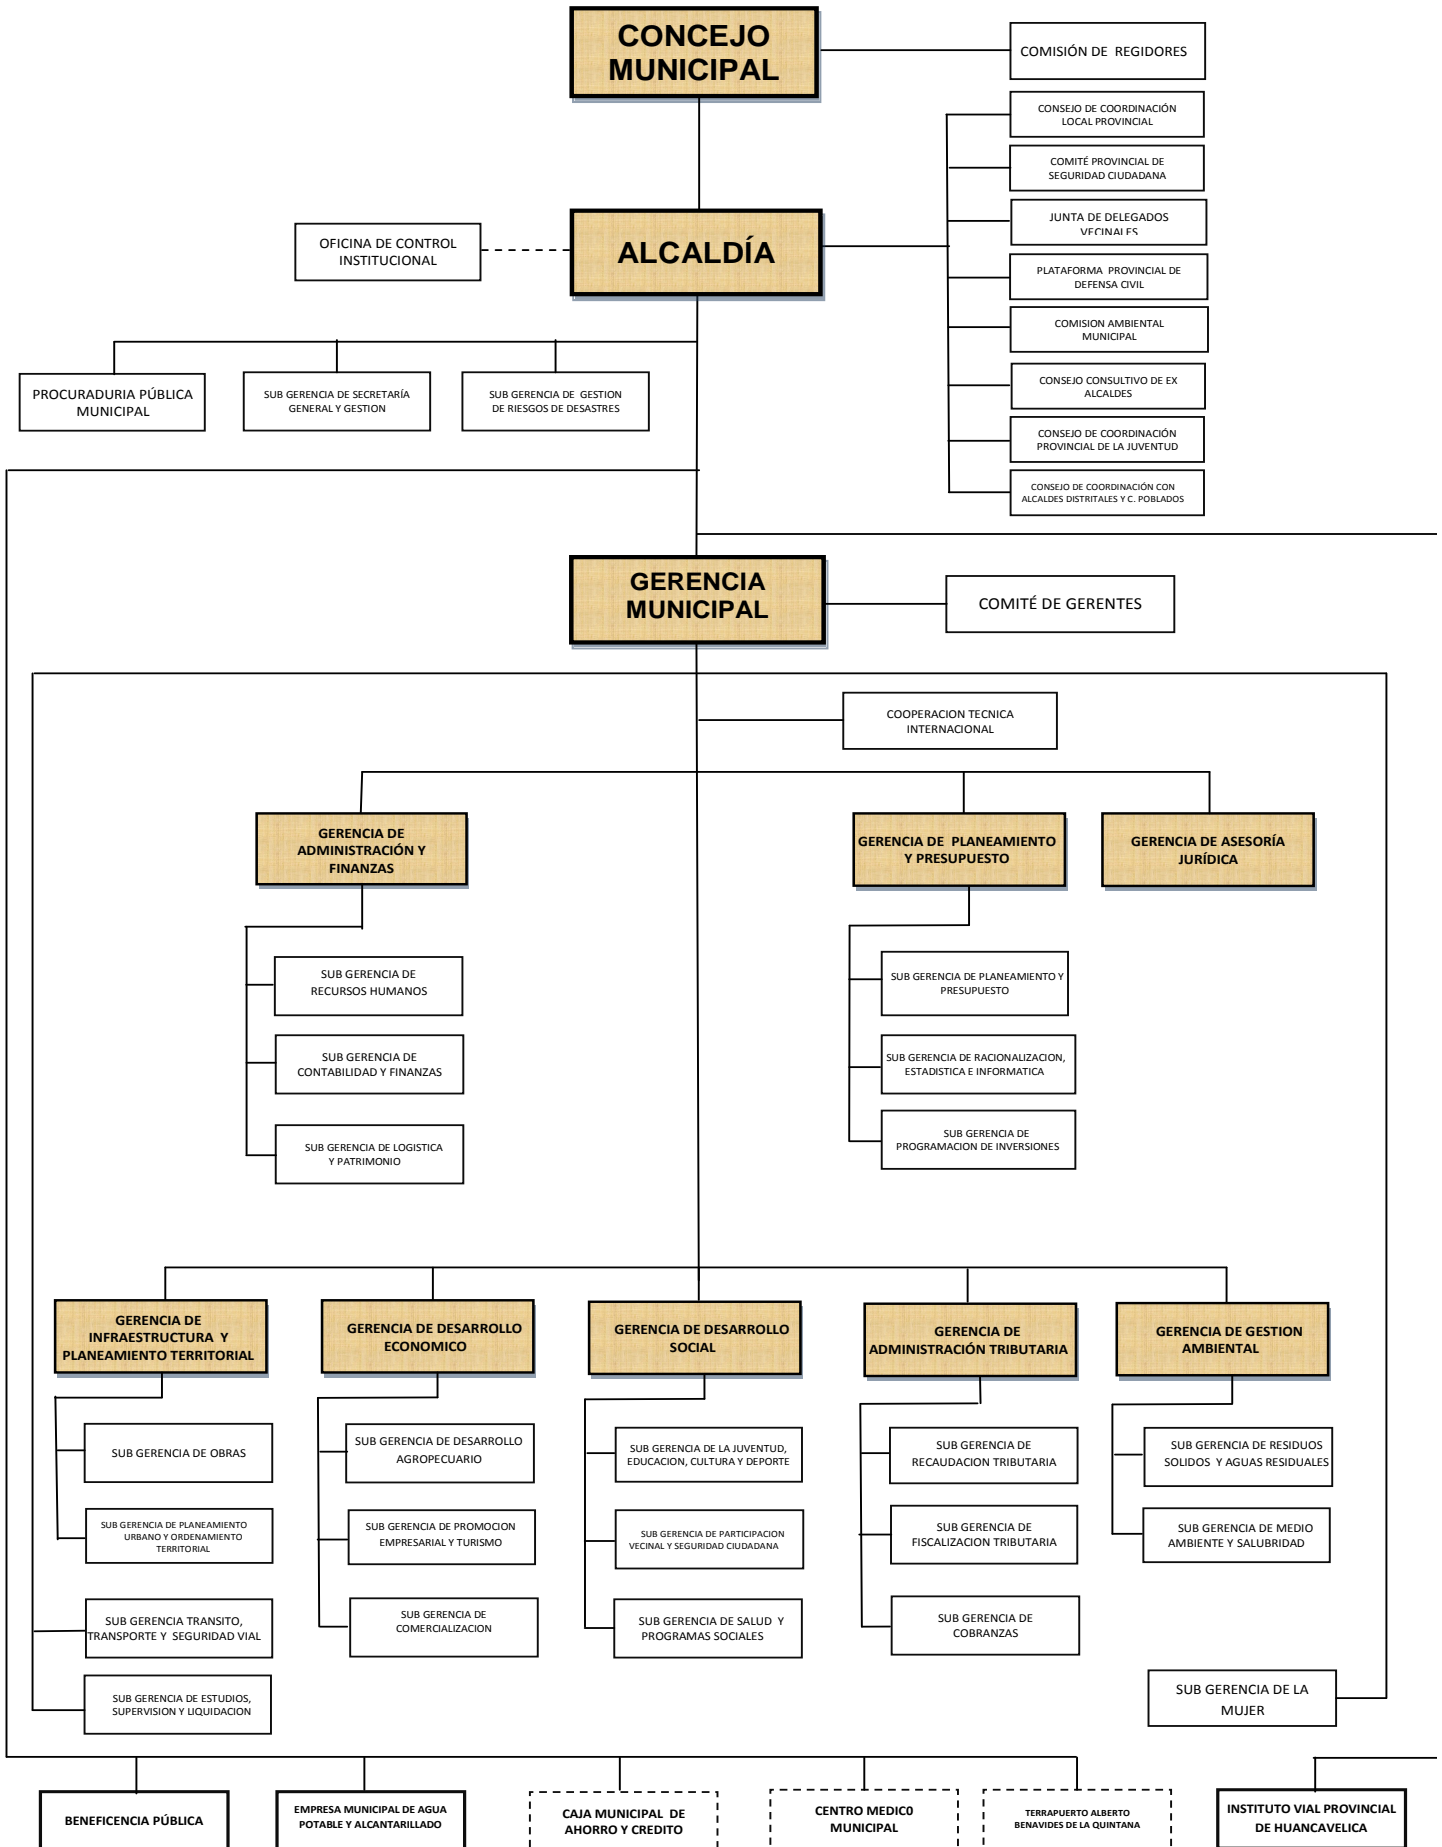 CONCEJO
MUNICIPAL
COMISIÓN DE REGIDORES
CONSEJO DE COORDINACIÓN
LOCAL PROVINCIAL
COMITÉ PROVINCIAL DE
SEGURIDAD CIUDADANA
JUNTA DE DELEGADOS
VECINALES
ALCALDÍA
OFICINA DE CONTROL
INSTITUCIONAL
PLATAFORMA PROVINCIAL DE
DEFENSA CIVIL
COMISION AMBIENTAL
MUNICIPAL
CONSEJO CONSULTIVO DE EX
ALCALDES
CONSEJO DE COORDINACIÓN
PROVINCIAL DE LA JUVENTUD
CONSEJO DE COORDINACIÓN CON
ALCALDES DISTRITALES Y C. POBLADOS
PROCURADURIA PÚBLICA
MUNICIPAL
SUB GERENCIA DE SECRETARÍA
GENERAL Y GESTION
SUB GERENCIA DE GESTION
DE RIESGOS DE DESASTRES
GERENCIA
MUNICIPAL
COMITÉ DE GERENTES
COOPERACION TECNICA
INTERNACIONAL
GERENCIA DE
ADMINISTRACIÓN Y
FINANZAS
GERENCIA DE PLANEAMIENTO
Y PRESUPUESTO
GERENCIA DE ASESORÍA
JURÍDICA
SUB GERENCIA DE
RECURSOS HUMANOS
SUB GERENCIA DE
CONTABILIDAD Y FINANZAS
SUB GERENCIA DE LOGISTICA
Y PATRIMONIO
SUB GERENCIA DE PLANEAMIENTO Y
PRESUPUESTO
SUB GERENCIA DE RACIONALIZACION,
ESTADISTICA E INFORMATICA
SUB GERENCIA DE
PROGRAMACION DE INVERSIONES
GERENCIA DE
INFRAESTRUCTURA Y
PLANEAMIENTO TERRITORIAL
GERENCIA DE DESARROLLO
ECONOMICO
GERENCIA DE DESARROLLO
SOCIAL
GERENCIA DE
ADMINISTRACIÓN TRIBUTARIA
GERENCIA DE GESTION
AMBIENTAL
SUB GERENCIA DE OBRAS
SUB GERENCIA DE PLANEAMIENTO
URBANO Y ORDENAMIENTO
TERRITORIAL
SUB GERENCIA TRANSITO,
TRANSPORTE Y SEGURIDAD VIAL
SUB GERENCIA DE ESTUDIOS,
SUPERVISION Y LIQUIDACION
SUB GERENCIA DE DESARROLLO
AGROPECUARIO
SUB GERENCIA DE PROMOCION
EMPRESARIAL Y TURISMO
SUB GERENCIA DE
COMERCIALIZACION
SUB GERENCIA DE LA JUVENTUD,
EDUCACION, CULTURA Y DEPORTE
SUB GERENCIA DE PARTICIPACION
VECINAL Y SEGURIDAD CIUDADANA
SUB GERENCIA DE SALUD Y
PROGRAMAS SOCIALES
SUB GERENCIA DE
RECAUDACION TRIBUTARIA
SUB GERENCIA DE
FISCALIZACION TRIBUTARIA
SUB GERENCIA DE
COBRANZAS
SUB GERENCIA DE RESIDUOS
SOLIDOS Y AGUAS RESIDUALES
SUB GERENCIA DE MEDIO
AMBIENTE Y SALUBRIDAD
SUB GERENCIA DE LA
MUJER
BENEFICENCIA PÚBLICA
EMPRESA MUNICIPAL DE AGUA
POTABLE Y ALCANTARILLADO
CAJA MUNICIPAL DE
AHORRO Y CREDITO
CENTRO MEDIC0
MUNICIPAL
TERRAPUERTO ALBERTO
BENAVIDES DE LA QUINTANA
INSTITUTO VIAL PROVINCIAL
DE HUANCAVELICA